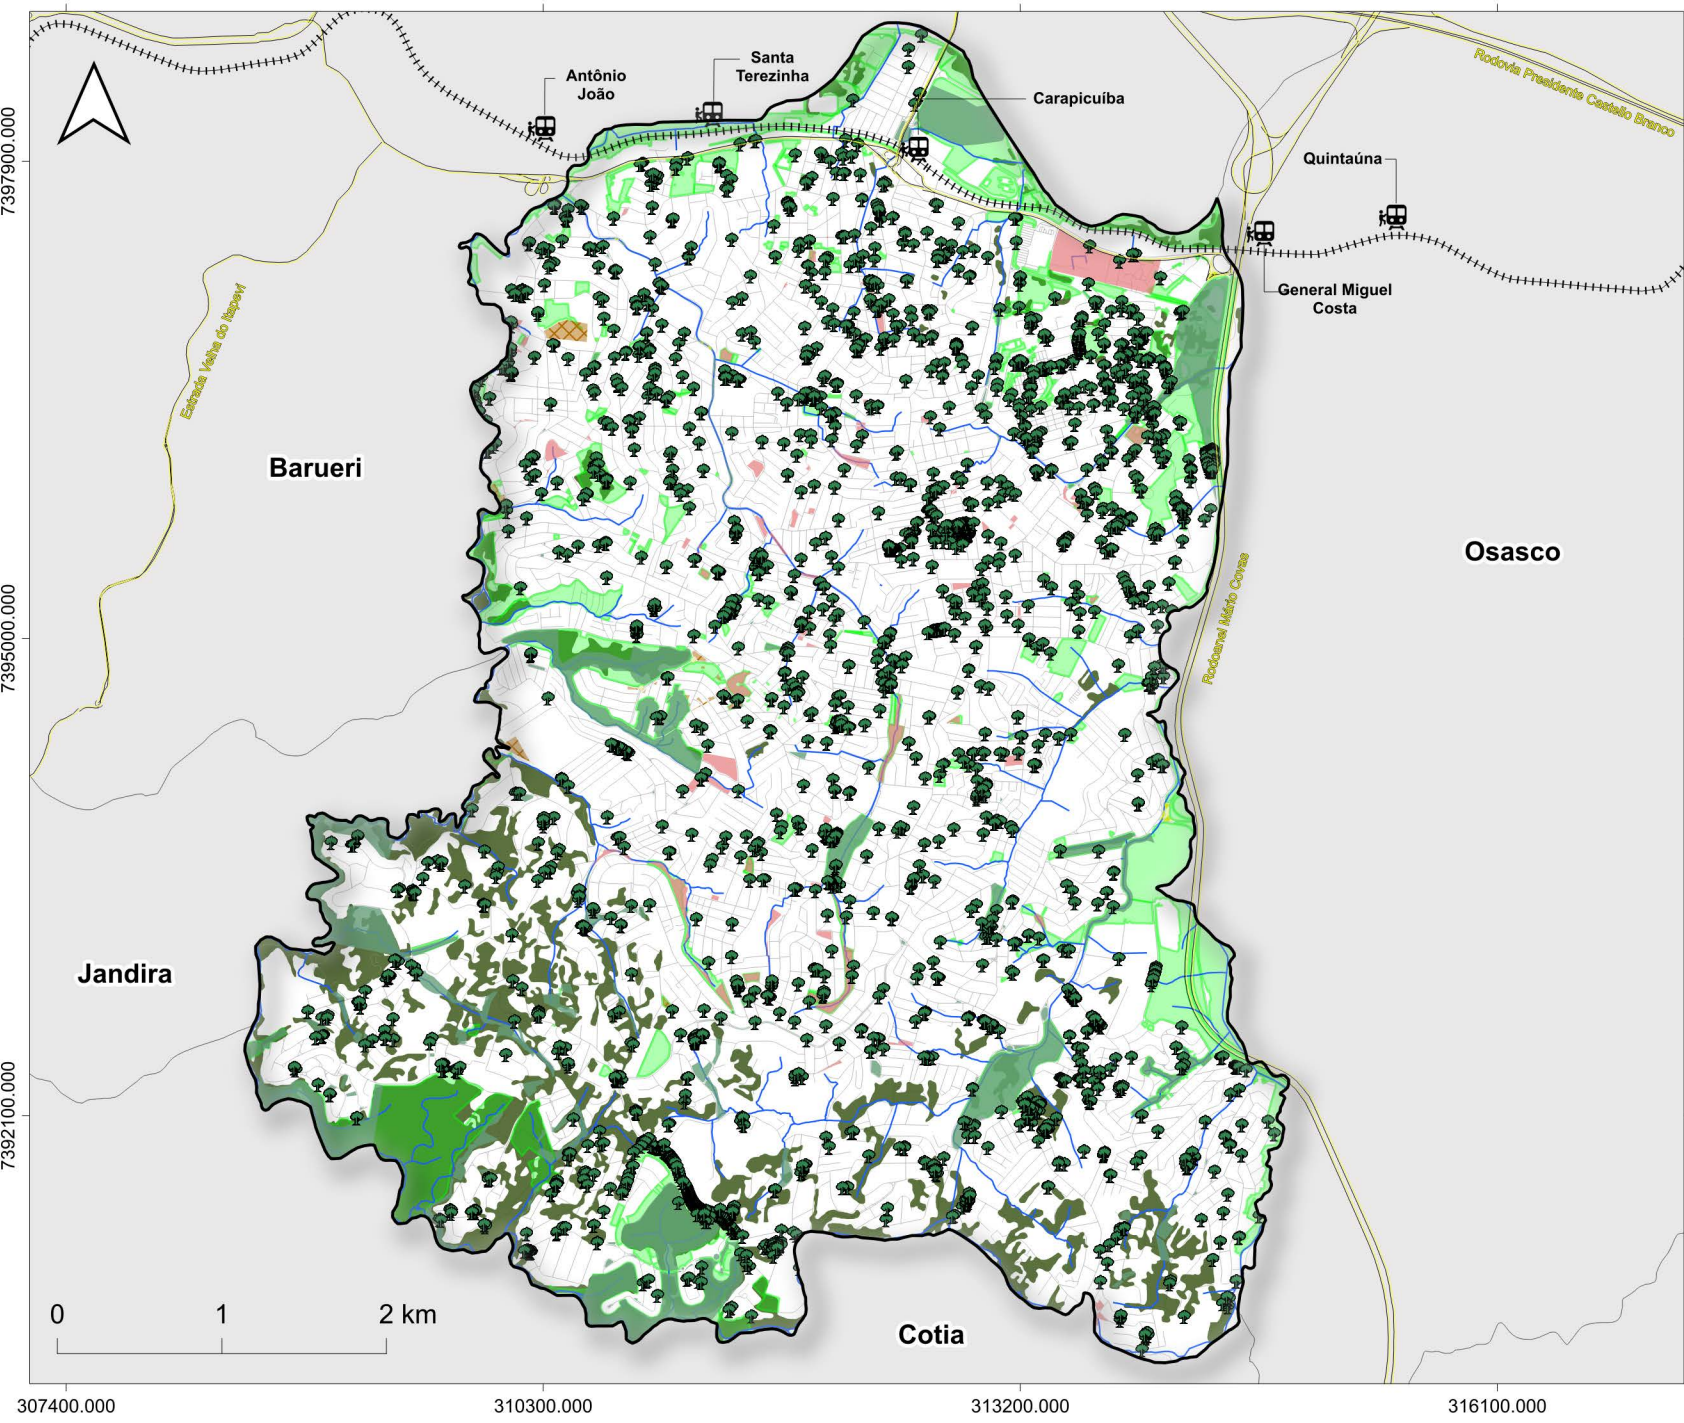 Santa
Terezinha
Antônio
João
Carapicuíba
Rodovia Presidente Castello Branco
Quintaúna
General Miguel
Costa
Estrada Velha do Itapevi
Barueri
Osasco
Rodoanel Mário Covas
Jandira
Cotia
0 1 2 km
7397900.000
7395000.000
7392100.000
307400.000 310300.000 313200.000 316100.000